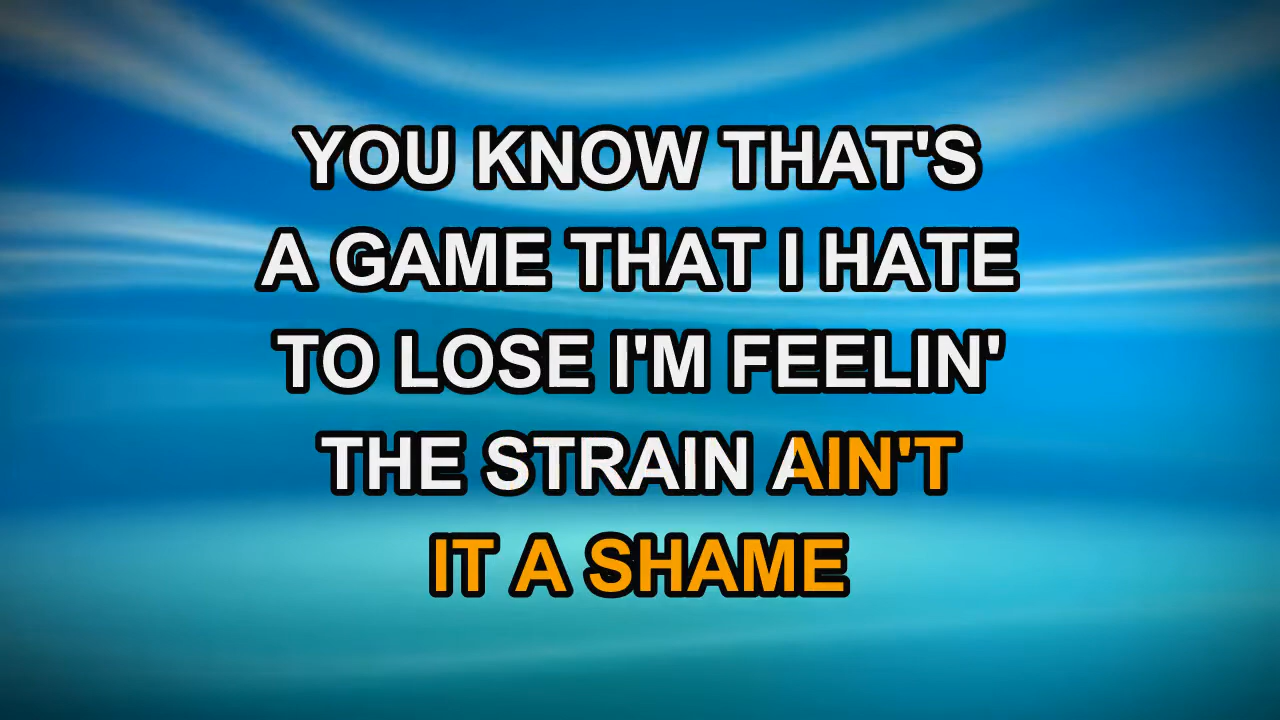 YOU KNOW THAT'S
A GAME THAT I HATE
TO LOSE I'M FEELIN'
THE STRAIN AIN'T
IT A SHAME